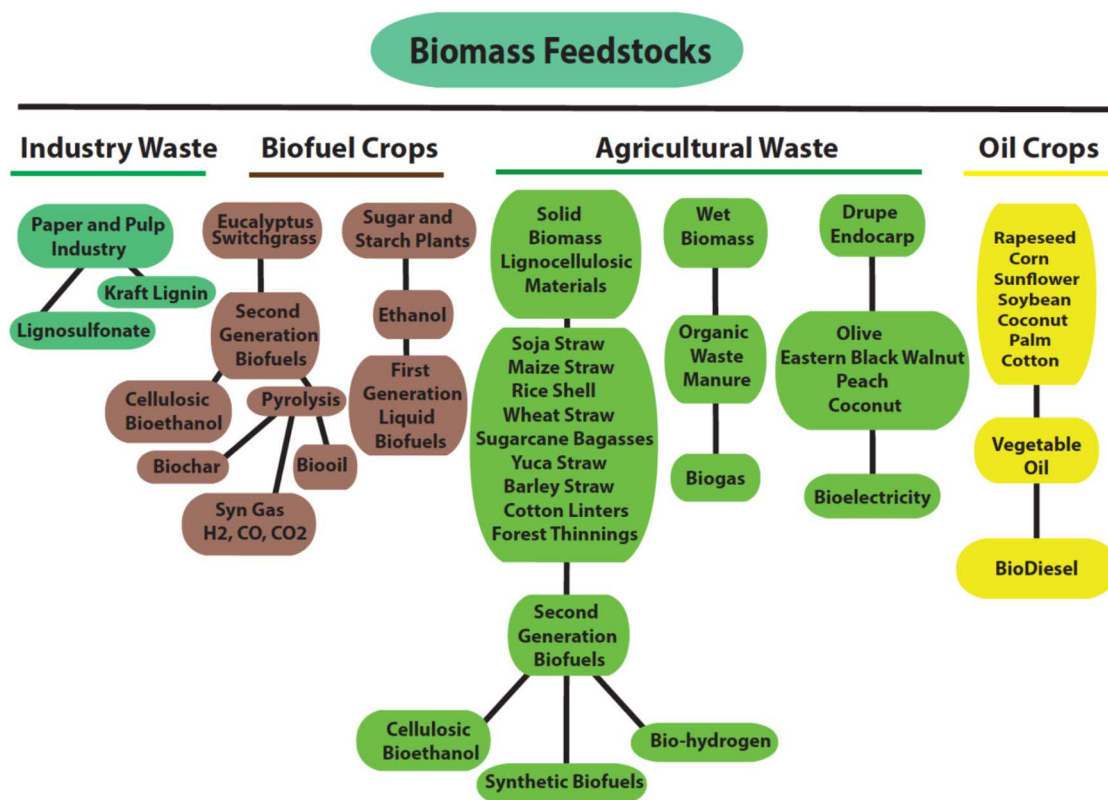 Biomass Feedstocks
Industry Waste
Biofuel Crops
Agricultural Waste
Oil Crops
Paper and Pulp
Industry
Kraft Lignin
Lignosulfonate
Eucalyptus
Switchgrass
Second
Generation
Biofuels
Cellulosic
Bioethanol
Pyrolysis
Biochar
Biooil
Syn Gas
H2, CO, CO2
Sugar and
Starch Plants
Ethanol
First
Generation
Liquid
Biofuels
Solid
Biomass
Lignocellulosic
Materials
Soja Straw
Maize Straw
Rice Shell
Wheat Straw
Sugarcane Bagasses
Yuca Straw
Barley Straw
Cotton Linters
Forest Thinnings
Second
Generation
Biofuels
Cellulosic
Bioethanol
Synthetic Biofuels
Bio-hydrogen
Wet
Biomass
Organic
Waste
Manure
Biogas
Drupe
Endocarp
Olive
Eastern Black Walnut
Peach
Coconut
Bioelectricity
Rapeseed
Corn
Sunflower
Soybean
Coconut
Palm
Cotton
Vegetable
Oil
BioDiesel